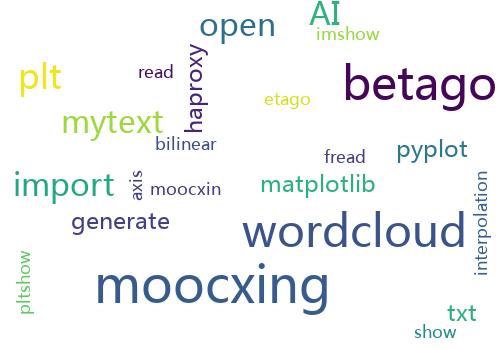 AI
open
imshow
haproxy
plt
read
betago
etago
mytext
bilinear
pyplot
fread
import
axis
moocxin
matplotlib
interpolation
generate
wordcloud
moocxing
pltshow
txt
show